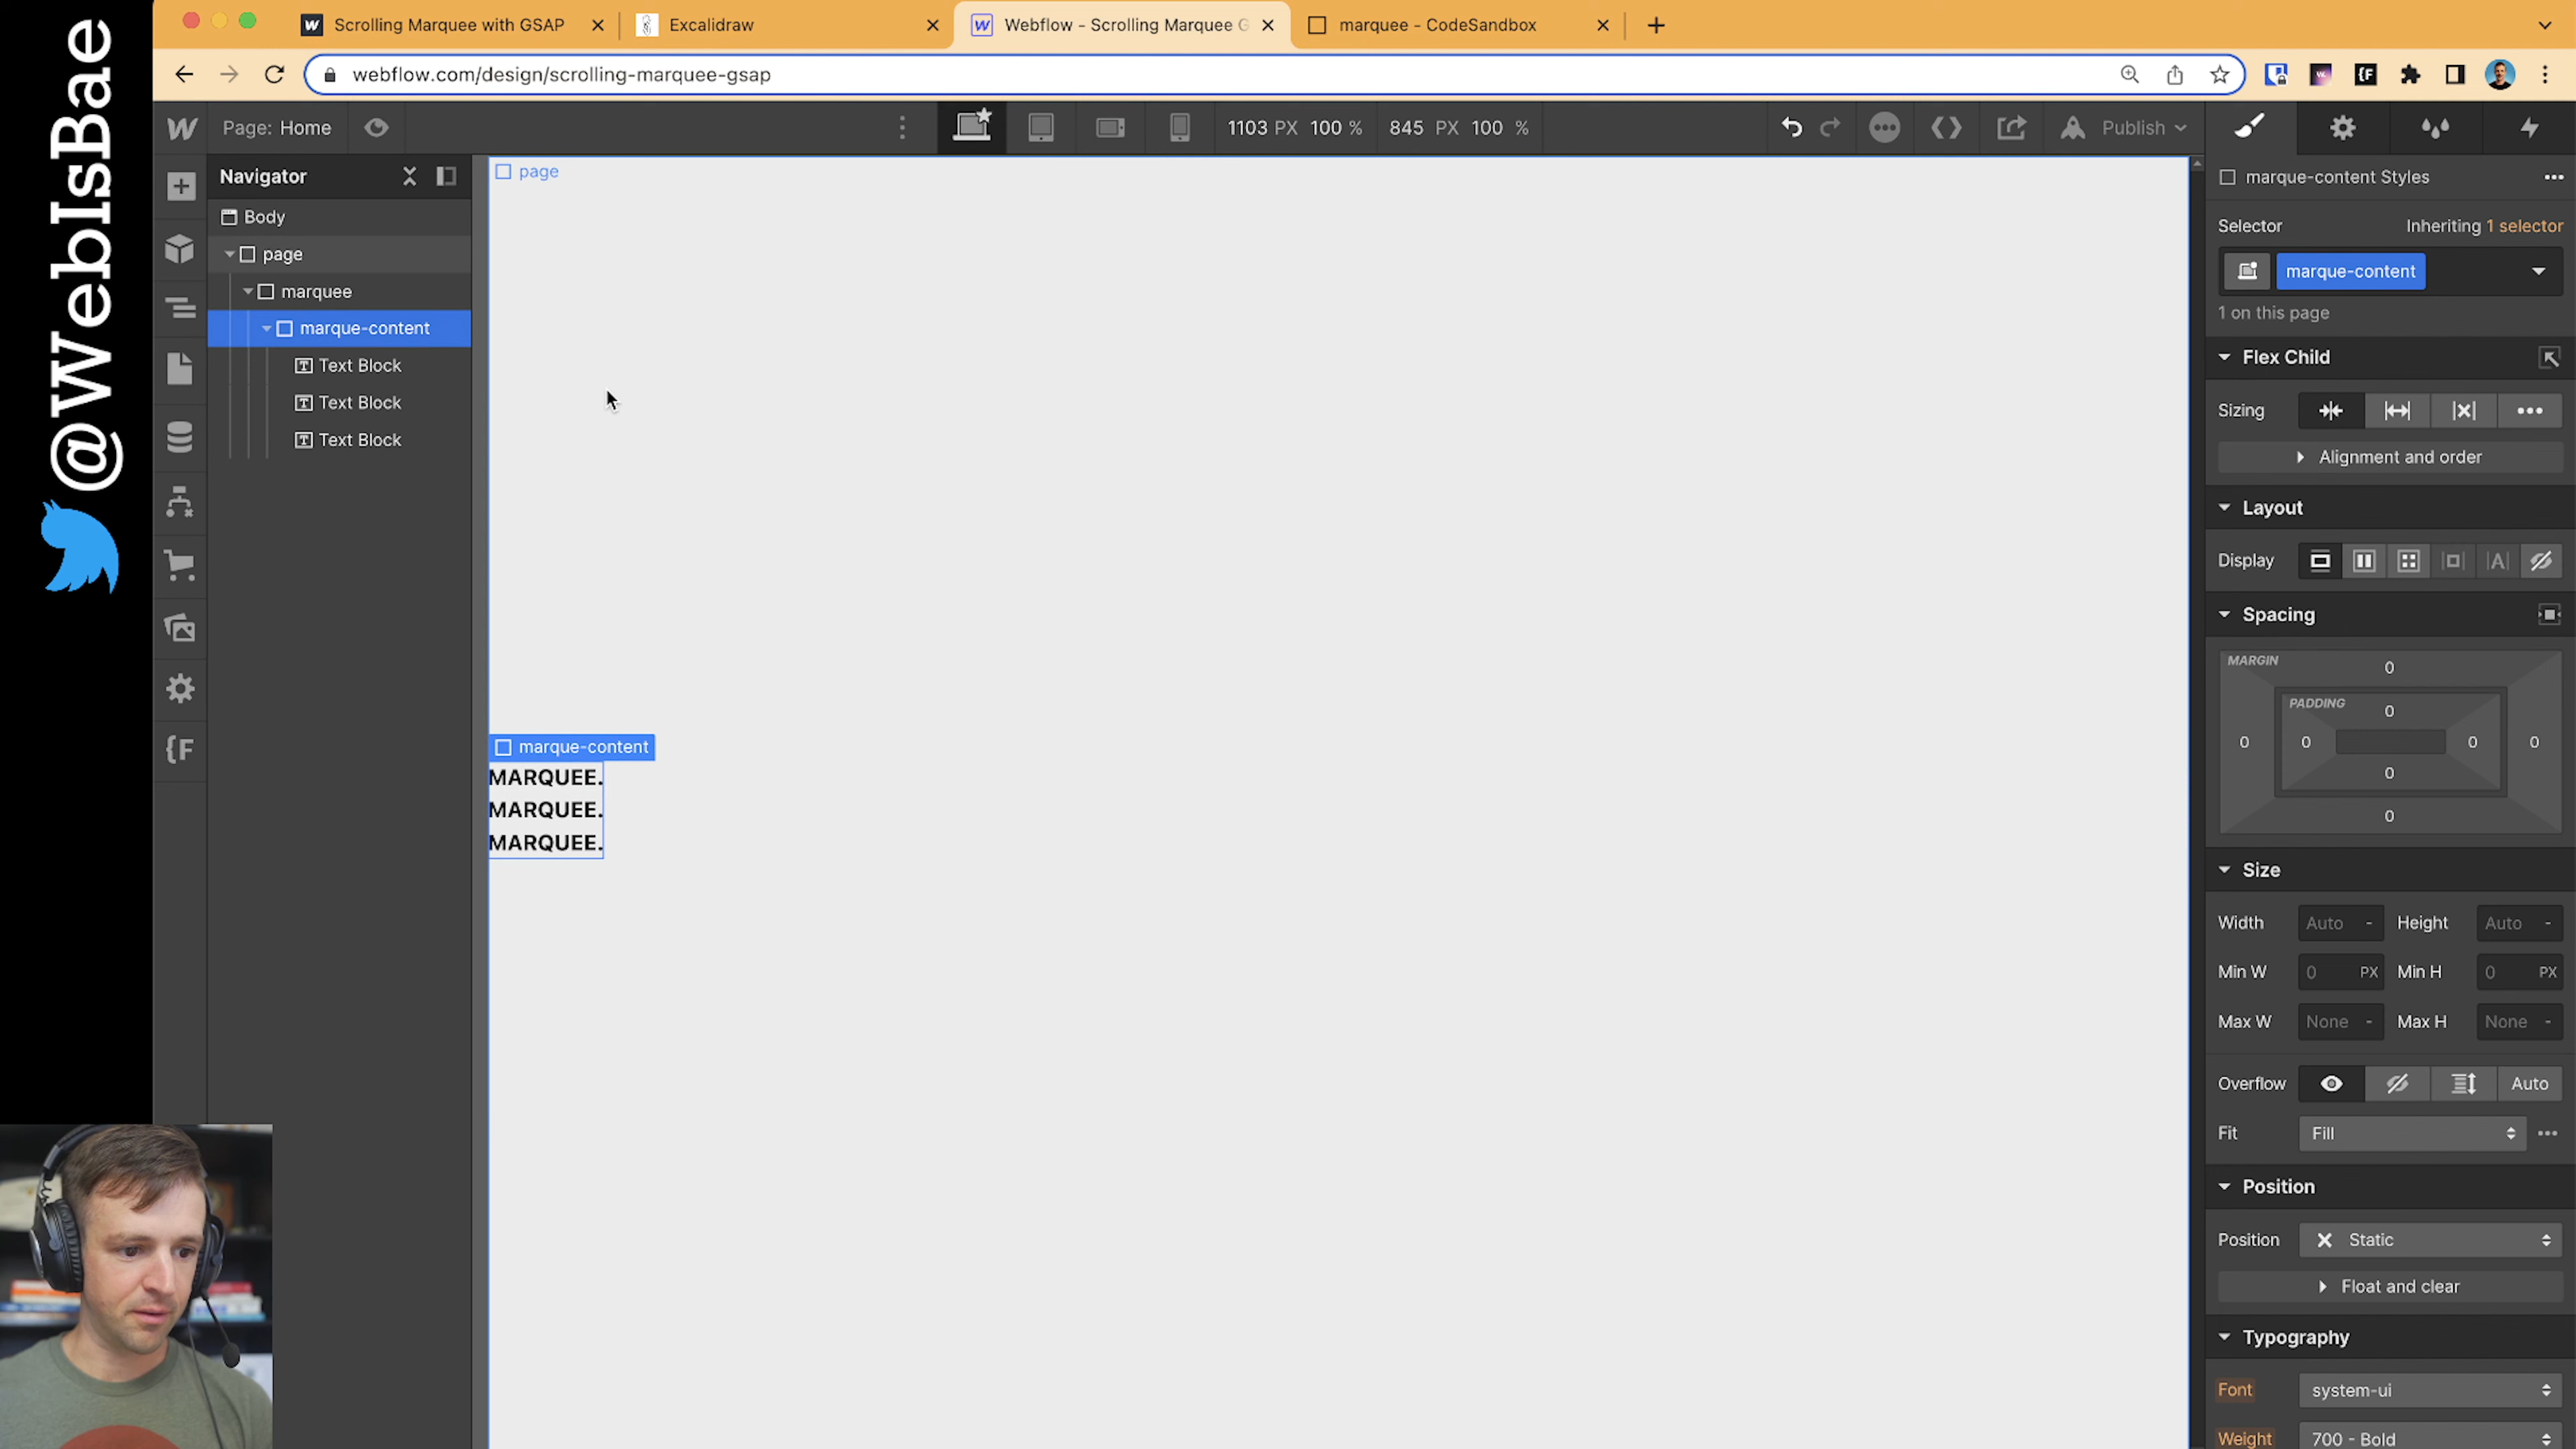 @WebIsBae
Scrolling Marquee with GSAP
Excalidraw
Webflow - Scrolling Marquee G
marquee - CodeSandbox
webflow.com/design/scrolling-marquee-gsap
Page: Home
1103 PX 100 %
845 PX 100 %
Publish
Navigator
Body
page
marquee
marque-content
Text Block
Text Block
Text Block
page
marque-content
MARQUEE.
MARQUEE.
MARQUEE.
marque-content Styles
Selector
Inheriting 1 selector
marque-content
1 on this page
Flex Child
Sizing
Alignment and order
Layout
Display
Spacing
MARGIN
0
PADDING
0
0 0 0 0
0
0
Size
Width Auto - Height Auto -
Min W 0 PX Min H 0 PX
Max W None - Max H None -
Overflow Auto
Fit Fill
Position
Position Static
Float and clear
Typography
Font system-ui
Weight 700 - Bold